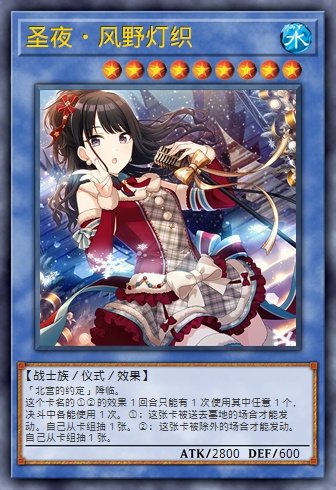 圣夜·风野灯织
水
【战士族／仪式／效果】
「北宫的约定」降临。
这个卡名的①②的效果1回合只能有1次使用其中任意1个,
决斗中各能使用1次。①:这张卡被送去墓地的场合才能发
动。自己从卡组抽1张。②:这张卡被除外的场合才能发动。
自己从卡组抽1张。
ATK/2800 DEF/600